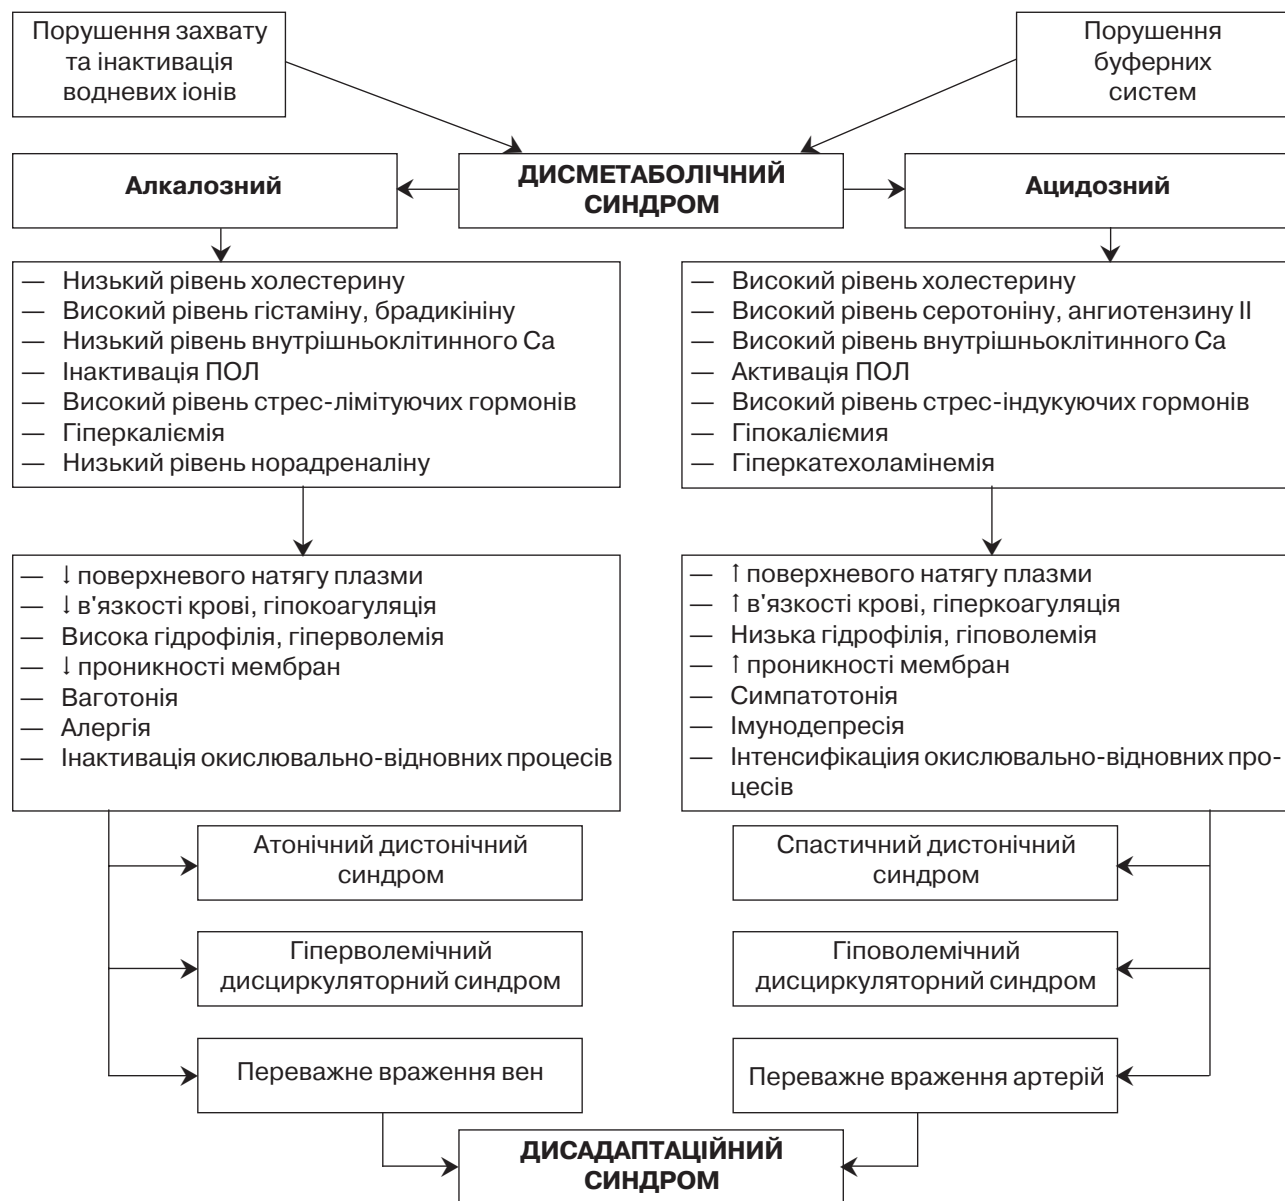 Порушення захвату
та інактивація
водневих іонів
Порушення
буферних
систем
Алкалозний
ДИСМЕТАБОЛІЧНИЙ
СИНДРОМ
Ацидозний
— Низький рівень холестерину
— Високий рівень гістаміну, брадикініну
— Низький рівень внутрішньоклітинного Ca
— Інактивація ПОЛ
— Високий рівень стрес-лімітуючих гормонів
— Гіперкаліємія
— Низький рівень норадреналіну
— Високий рівень холестерину
— Високий рівень серотоніну, ангиотензину II
— Високий рівень внутрішньоклітинного Ca
— Активація ПОЛ
— Високий рівень стрес-індукуючих гормонів
— Гіпокаліємия
— Гіперкатехоламінемія
— ↓ поверхневого натягу плазми
— ↓ в'язкості крові, гіпокоагуляція
— Висока гідрофілія, гіперволемія
— ↓ проникності мембран
— Ваготонія
— Алергія
— Інактивація окислювально-відновних процесів
— ↑ поверхневого натягу плазми
— ↑ в'язкості крові, гіперкоагуляція
— Низька гідрофілія, гіповолемія
— ↑ проникності мембран
— Симпатотонія
— Імунодепресія
— Інтенсифікаціія окислювально-відновних про-
цесів
Атонічний дистонічний
синдром
Спастичний дистонічний
синдром
Гіперволемічний
дисциркуляторний синдром
Гіповолемічний
дисциркуляторний синдром
Переважне враження вен
Переважне враження артерій
ДИСАДАПТАЦІЙНИЙ
СИНДРОМ